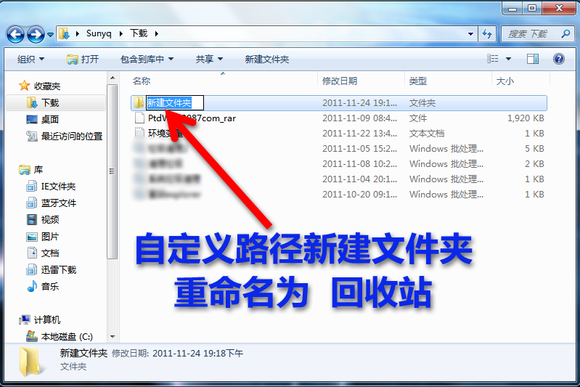 Sunyq 下载
搜索 下载
组织 打开 包含到库中 共享 新建文件夹
名称 修改日期 类型 大小
收藏夹
下载
桌面
最近访问的位置
库
IE文件夹
蓝牙文件
视频
图片
文档
迅雷下载
音乐
计算机
本地磁盘 (C:)
新建文件夹 2011-11-24 19:1... 文件夹
2011-11-09 08:4... 文件 1,920 KB
2011-11-22 13:4... 文本文档 1 KB
2011-11-05 15:2... Windows 批处理... 5 KB
2011-11-08 10:2... Windows 批处理... 2 KB
2011-11-04 20:1... Windows 批处理... 1 KB
2011-10-20 09:1... Windows 批处理... 1 KB
自定义路径新建文件夹
重命名为 回收站
新建文件夹 修改日期: 2011-11-24 19:18下午
文件夹